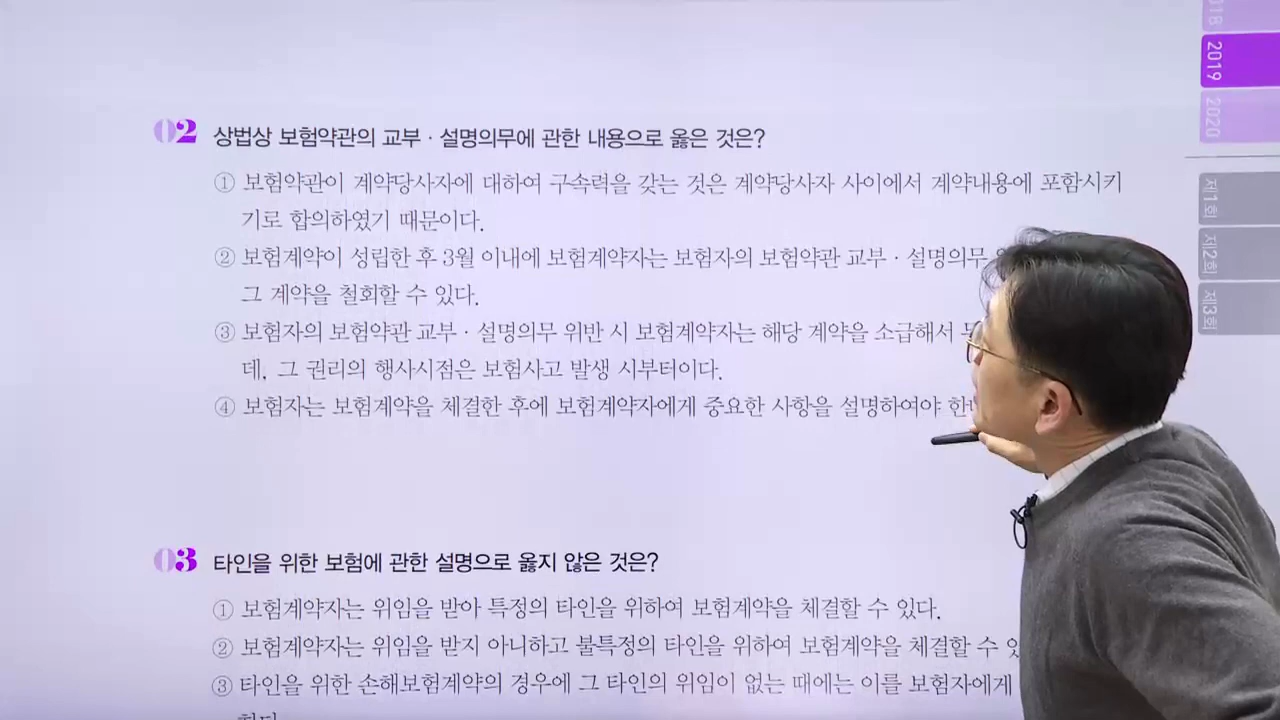 18
2019
2020
제1회
제2회
제3회
02 상법상 보험약관의 교부·설명의무에 관한 내용으로 옳은 것은?
① 보험약관이 계약당사자에 대하여 구속력을 갖는 것은 계약당사자 사이에서 계약내용에 포함시키
기로 합의하였기 때문이다.
② 보험계약이 성립한 후 3월 이내에 보험계약자는 보험자의 보험약관 교부·설명의무
그 계약을 철회할 수 있다.
③ 보험자의 보험약관 교부·설명의무 위반 시 보험계약자는 해당 계약을 소급해서
데, 그 권리의 행사시점은 보험사고 발생 시부터이다.
④ 보험자는 보험계약을 체결한 후에 보험계약자에게 중요한 사항을 설명하여야
03 타인을 위한 보험에 관한 설명으로 옳지 않은 것은?
① 보험계약자는 위임을 받아 특정의 타인을 위하여 보험계약을 체결할 수 있다.
② 보험계약자는 위임을 받지 아니하고 불특정의 타인을 위하여 보험계약을 체결할 수
③ 타인을 위한 손해보험계약의 경우에 그 타인의 위임이 없는 때에는 이를 보험자에게